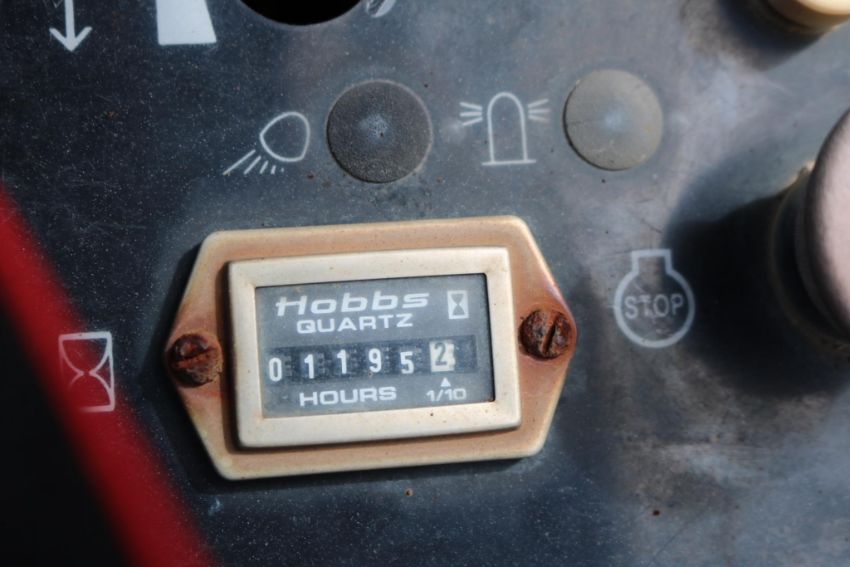 Hobbs
QUARTZ
STOP
011952
HOURS 1/10